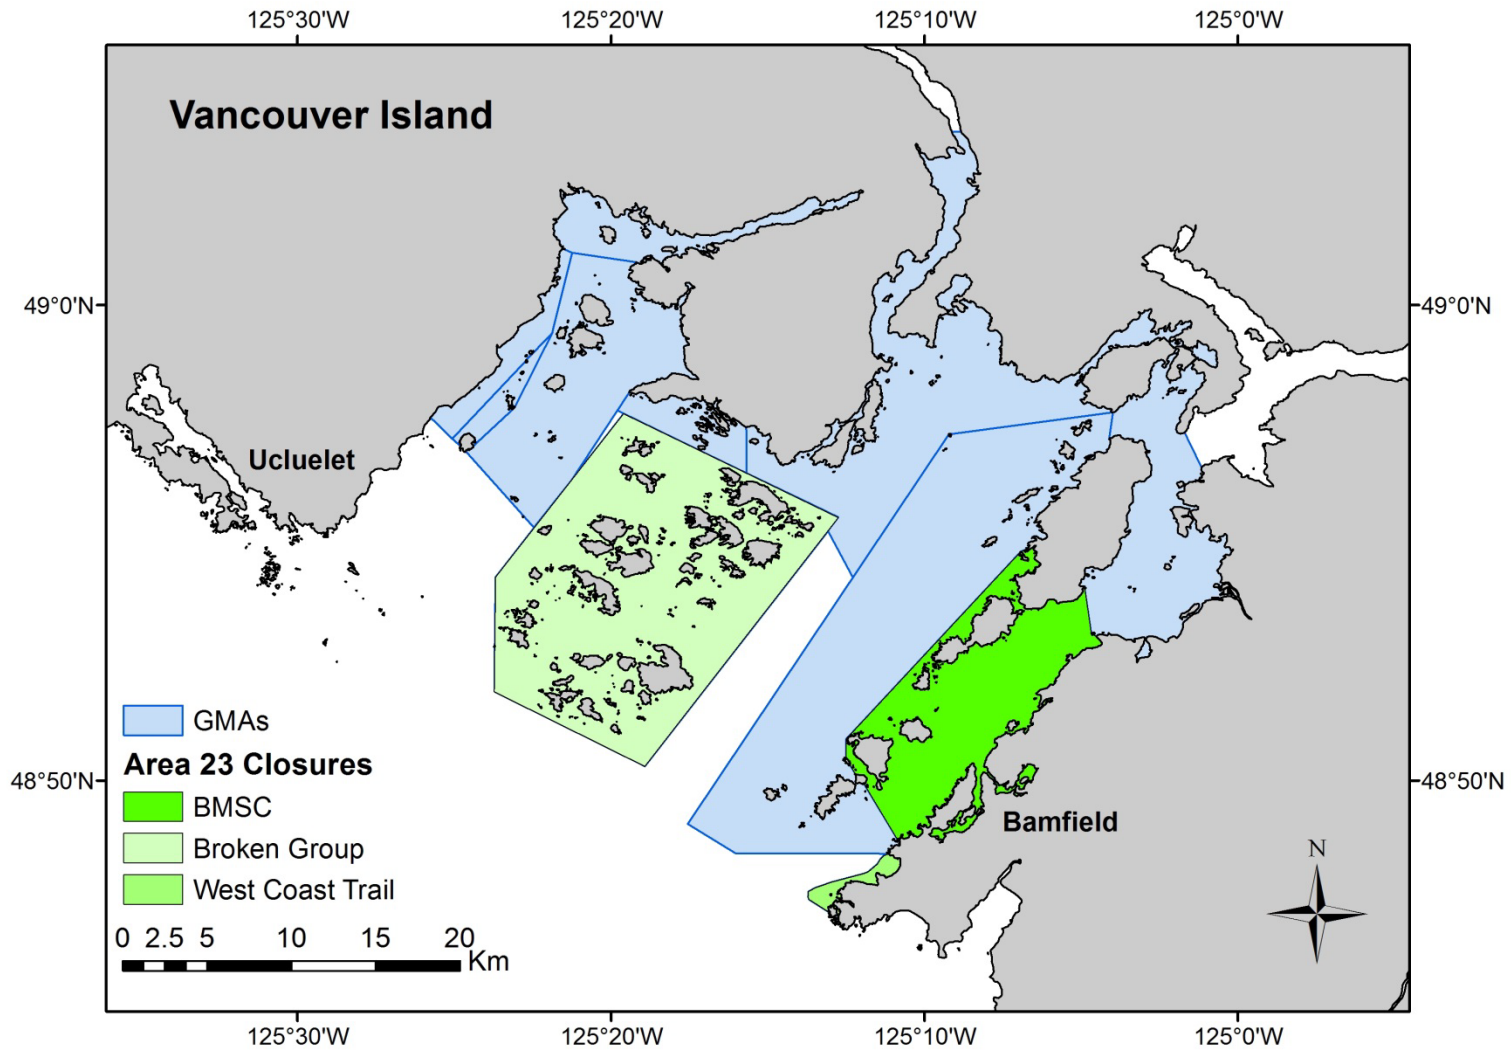 125°30'W 125°20'W 125°10'W 125°0'W
Vancouver Island
49°0'N 49°0'N
Ucluelet
GMAs
Area 23 Closures
48°50'N 48°50'N
BMSC
Bamfield
Broken Group
N
West Coast Trail
0 2.5 5 10 15 20
Km
125°30'W 125°20'W 125°10'W 125°0'W